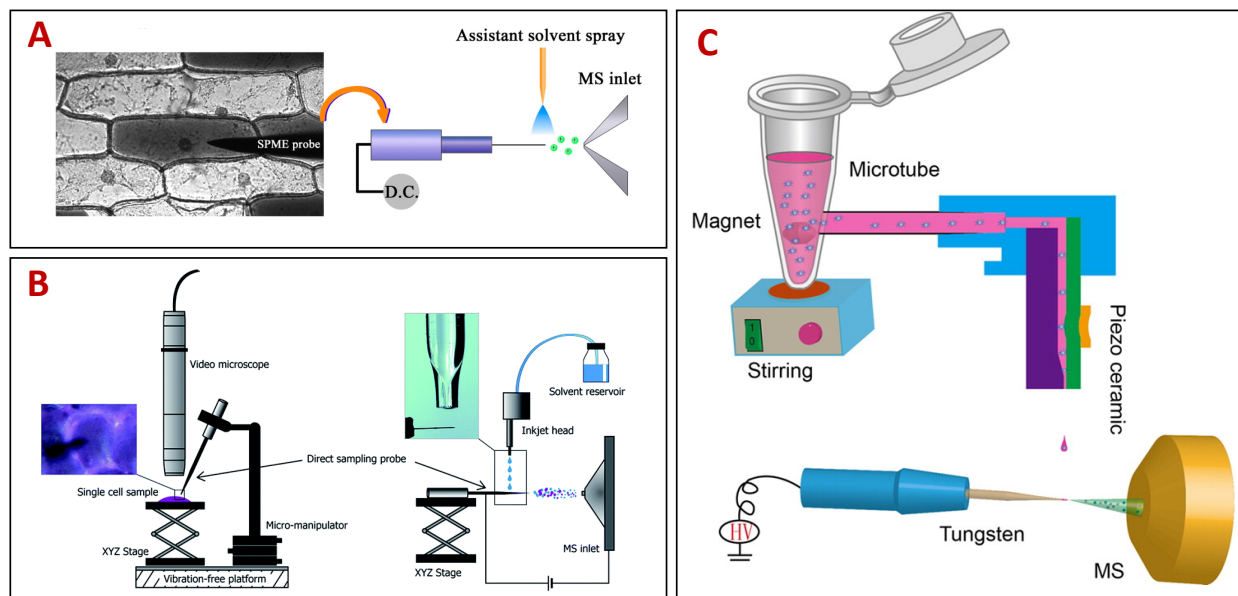 A
Assistant solvent spray
MS inlet
SPME probe
D.C.
B
Video microscope
Solvent reservoir
Inkjet head
Direct sampling probe
Single cell sample
Micro-manipulator
XYZ Stage
Vibration-free platform
MS inlet
XYZ Stage
C
Microtube
Magnet
1
0
Stirring
Piezo ceramic
HV
Tungsten
MS